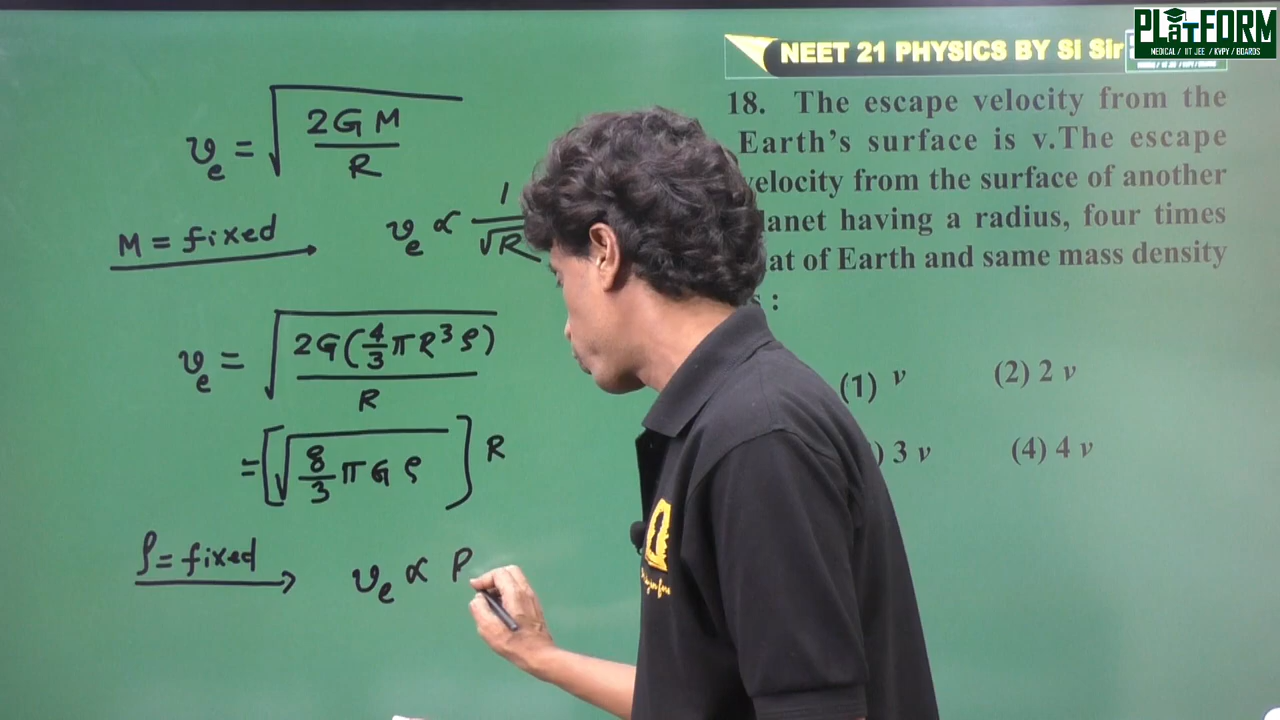 PLATFORM
MEDICAL / IIT JEE / KVPY / BOARDS
NEET 21 PHYSICS BY SI Sir
18. The escape velocity from the
Earth's surface is v.The escape
velocity from the surface of another
lanet having a radius, four times
at of Earth and same mass density
:
(1) v (2) 2 v
) 3 v (4) 4 v
v_e = √(2GM/R)
M = fixed → v_e ∝ 1/√R
v_e = √(2G(4/3 πR³ρ)/R)
= [√(8/3 πGρ)] R
ρ = fixed → v_e ∝ R